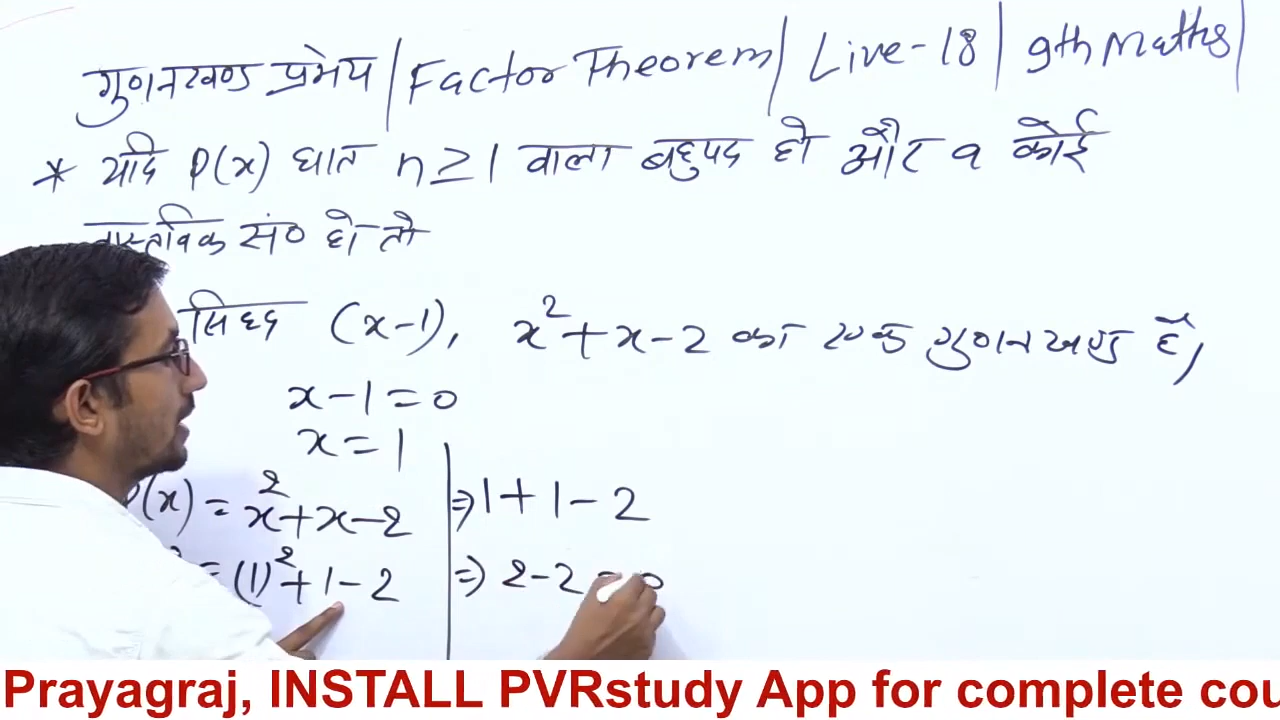 गुणनखण्ड प्रमेय | Factor Theorem | Live-18 | 9th Maths |
* यदि P(x) घात n ≥ 1 वाला बहुपद हो और a कोई
वास्तविक सं० हो तो
सिध्द (x-1), x²+x-2 का एक गुणनखण्ड है,
x-1=0
x=1
P(x) = x²+x-2
= (1)²+1-2
⇒ 1+1-2
⇒ 2-2=0
Prayagraj, INSTALL PVRstudy App for complete cou